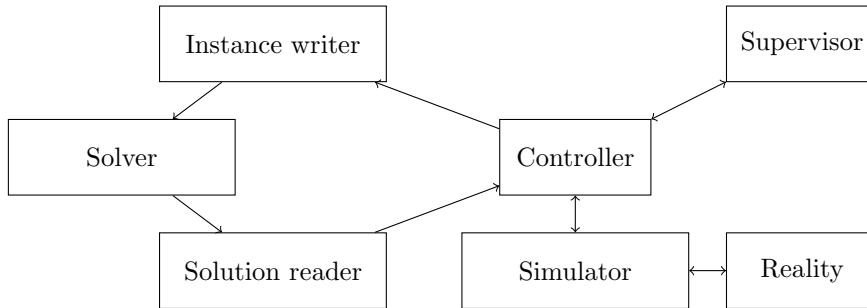 Instance writer
Supervisor
Solver
Controller
Solution reader
Simulator
Reality